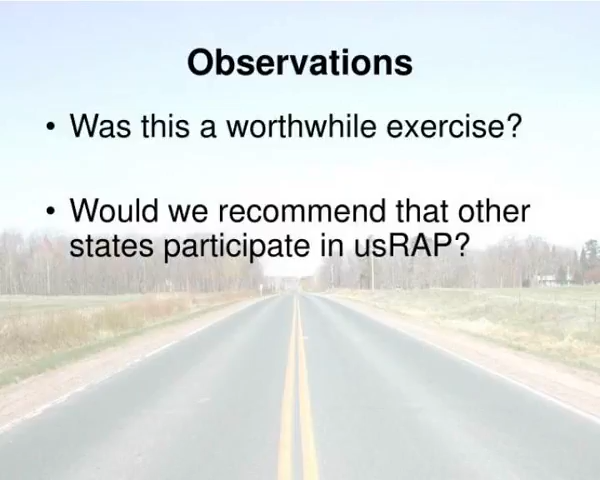 Observations
• Was this a worthwhile exercise?
• Would we recommend that other
states participate in usRAP?